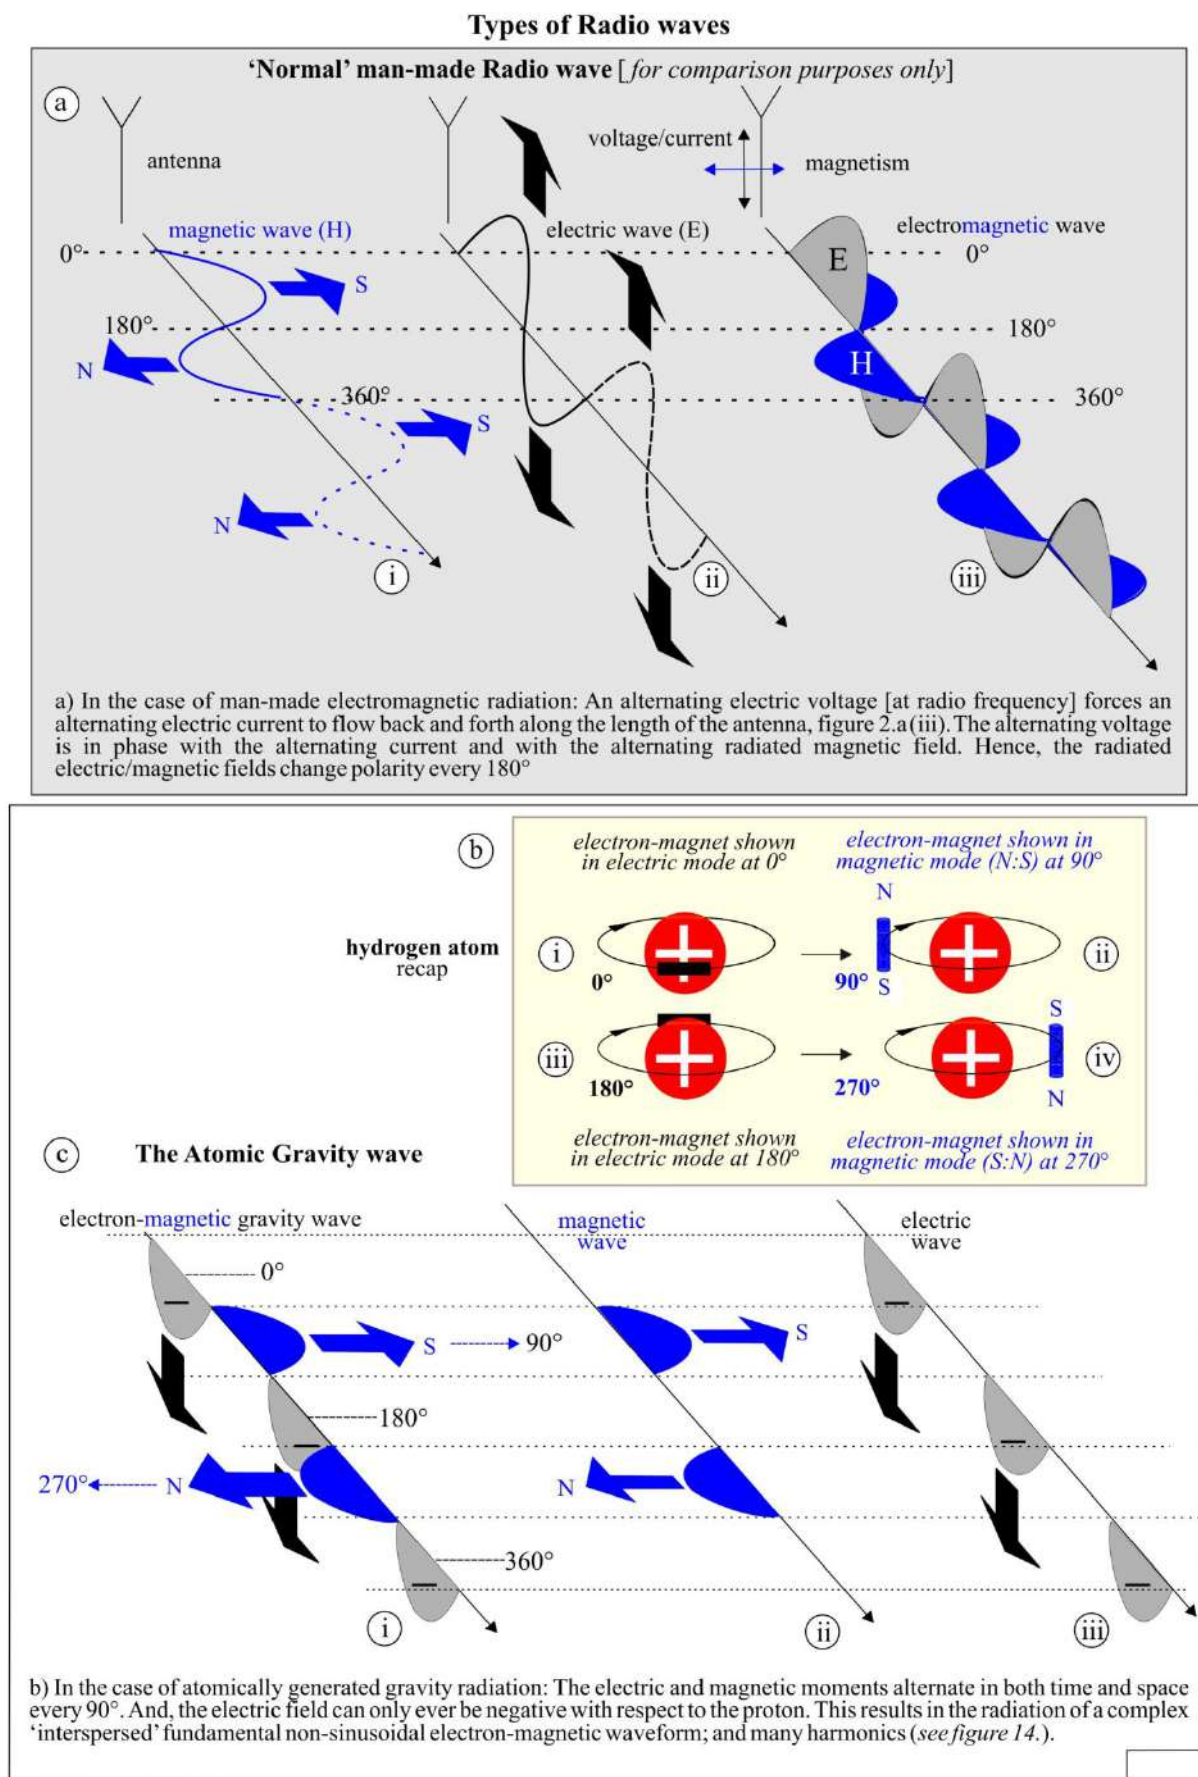 Types of Radio waves
'Normal' man-made Radio wave [for comparison purposes only]
a
antenna
voltage/current
magnetism
magnetic wave (H)
electric wave (E)
electromagnetic wave
0°
0°
E
S
180°
180°
N
H
360°
360°
S
N
i
ii
iii
a) In the case of man-made electromagnetic radiation: An alternating electric voltage [at radio frequency] forces an
alternating electric current to flow back and forth along the length of the antenna, figure 2.a (iii). The alternating voltage
is in phase with the alternating current and with the alternating radiated magnetic field. Hence, the radiated
electric/magnetic fields change polarity every 180°
b
electron-magnet shown
in electric mode at 0°
electron-magnet shown in
magnetic mode (N:S) at 90°
hydrogen atom
recap
i
0°
N
90°
S
ii
iii
180°
270°
S
N
iv
electron-magnet shown
in electric mode at 180°
electron-magnet shown in
magnetic mode (S:N) at 270°
c
The Atomic Gravity wave
electron-magnetic gravity wave
magnetic
wave
electric
wave
0°
S
90°
S
180°
270°
N
N
360°
i
ii
iii
b) In the case of atomically generated gravity radiation: The electric and magnetic moments alternate in both time and space
every 90°. And, the electric field can only ever be negative with respect to the proton. This results in the radiation of a complex
'interspersed' fundamental non-sinusoidal electron-magnetic waveform; and many harmonics (see figure 14.).